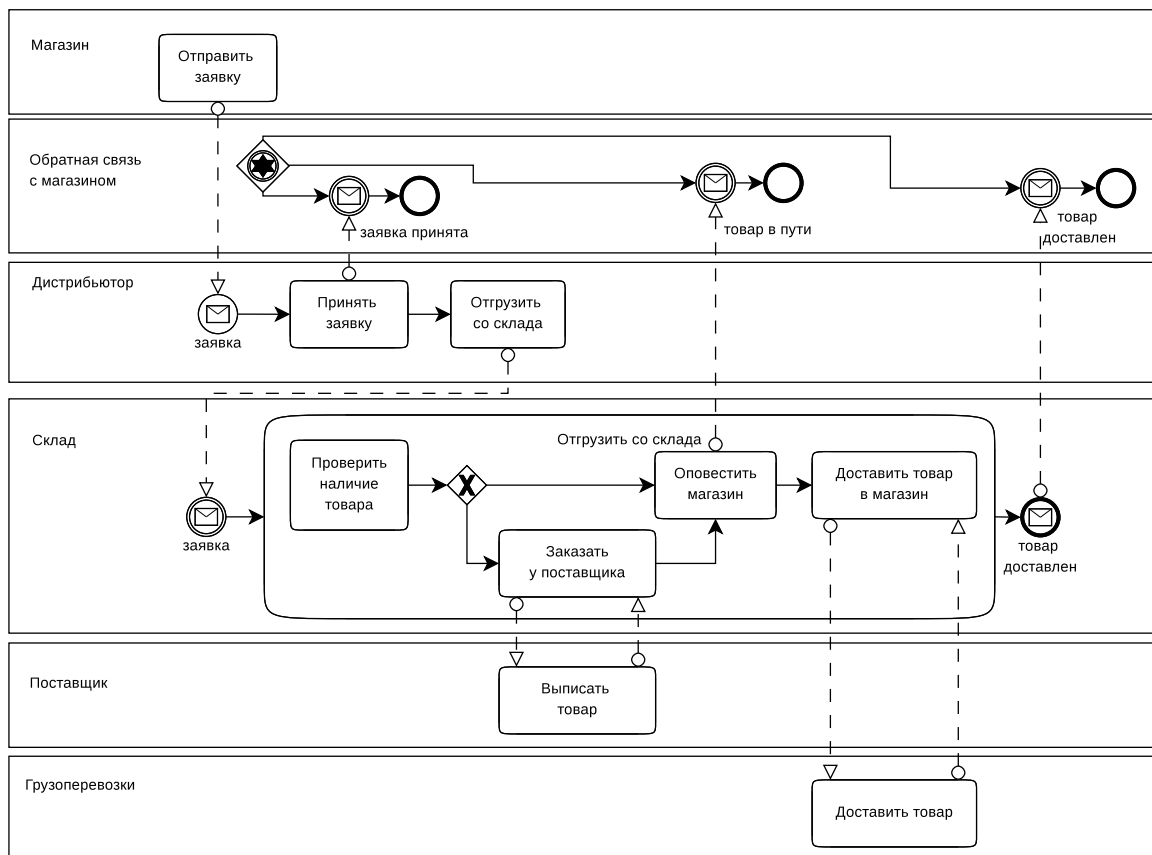 Магазин
Отправить
заявку
Обратная связь
с магазином
заявка принята
товар в пути
товар
доставлен
Дистрибьютор
заявка
Принять
заявку
Отгрузить
со склада
Склад
заявка
Отгрузить со склада
Проверить
наличие
товара
Заказать
у поставщика
Оповестить
магазин
Доставить товар
в магазин
товар
доставлен
Поставщик
Выписать
товар
Грузоперевозки
Доставить товар